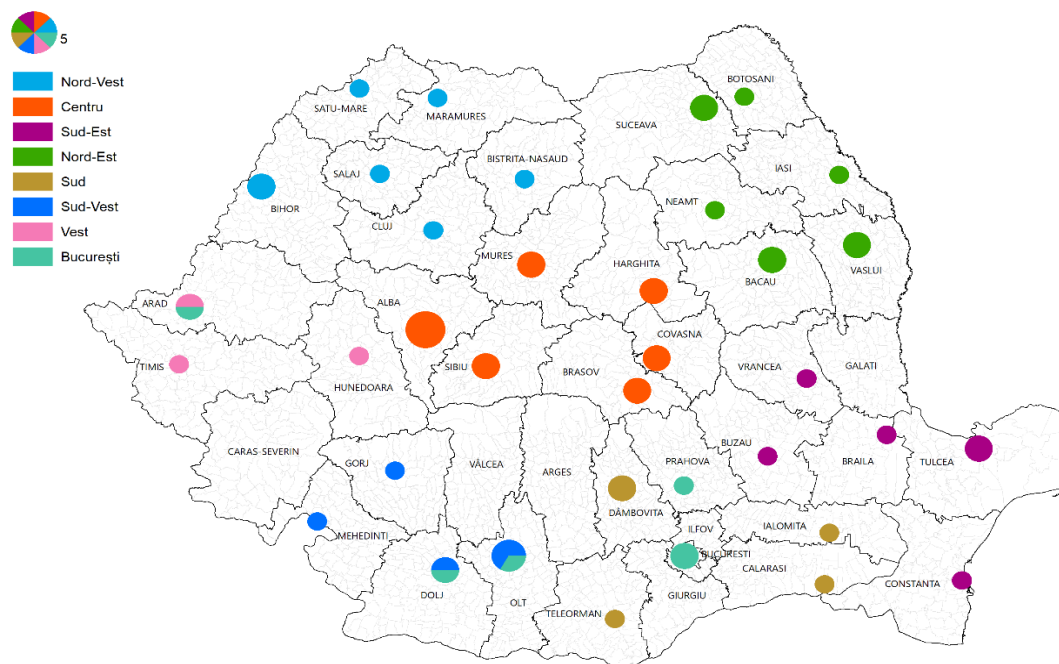 5
Nord-Vest
Centru
Sud-Est
Nord-Est
Sud
Sud-Vest
Vest
București
BOTOSANI
SATU-MARE
MARAMURES
SUCEAVA
BISTRITA-NASAUD
IASI
SALAJ
NEAMT
BIHOR
CLUJ
MURES
HARGHITA
BACAU
VASLUI
ARAD
ALBA
COVASNA
TIMIS
SIBIU
BRASOV
VRANCEA
GALATI
HUNEDOARA
BUZAU
CARAS-SEVERIN
GORJ
VÂLCEA
ARGES
PRAHOVA
BRAILA
TULCEA
DÂMBOVITA
MEHEDINTI
ILFOV
IALOMITA
BUCURESTI
CALARASI
CONSTANTA
DOLJ
OLT
GIURGIU
TELEORMAN